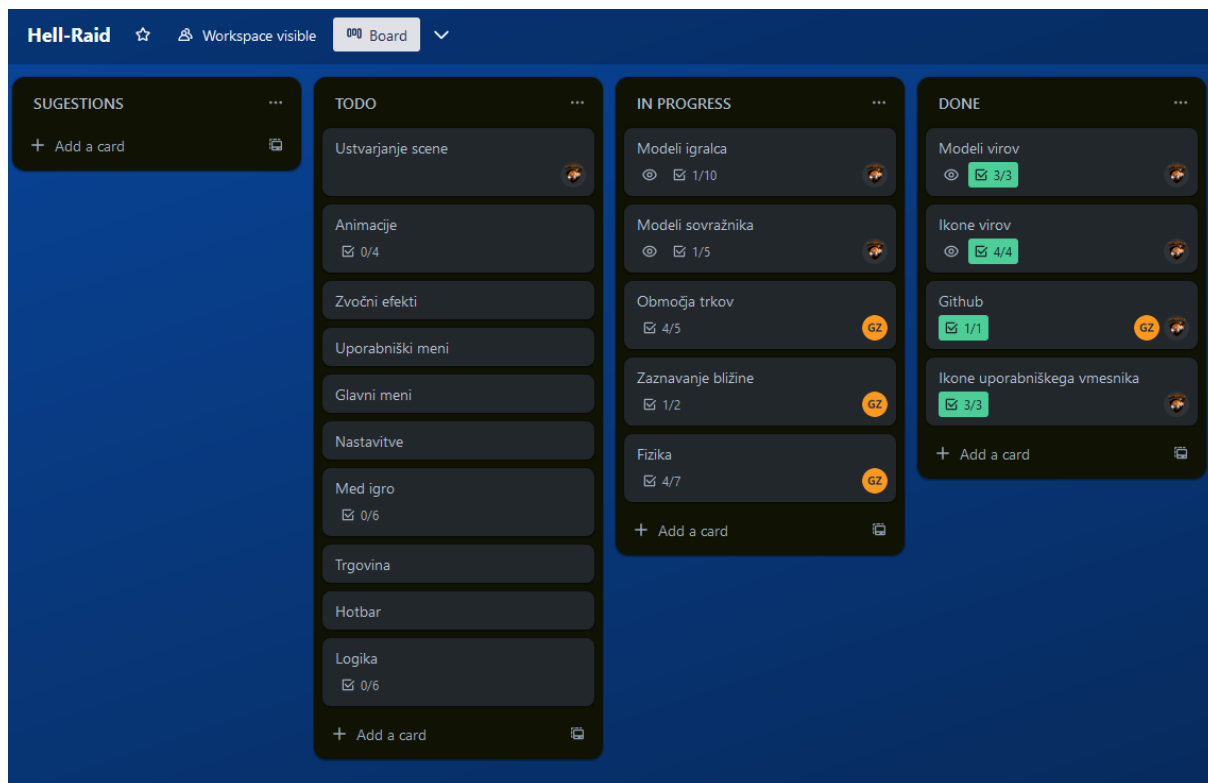 Hell-Raid Workspace visible Board
SUGESTIONS
Add a card
TODO
Ustvarjanje scene
Animacije
0/4
Zvočni efekti
Uporabniški meni
Glavni meni
Nastavitve
Med igro
0/6
Trgovina
Hotbar
Logika
0/6
Add a card
IN PROGRESS
Modeli igralca
1/10
Modeli sovražnika
1/5
Območja trkov
4/5 GZ
Zaznavanje bližine
1/2 GZ
Fizika
4/7 GZ
Add a card
DONE
Modeli virov
3/3
Ikone virov
4/4
Github
1/1 GZ
Ikone uporabniškega vmesnika
3/3
Add a card